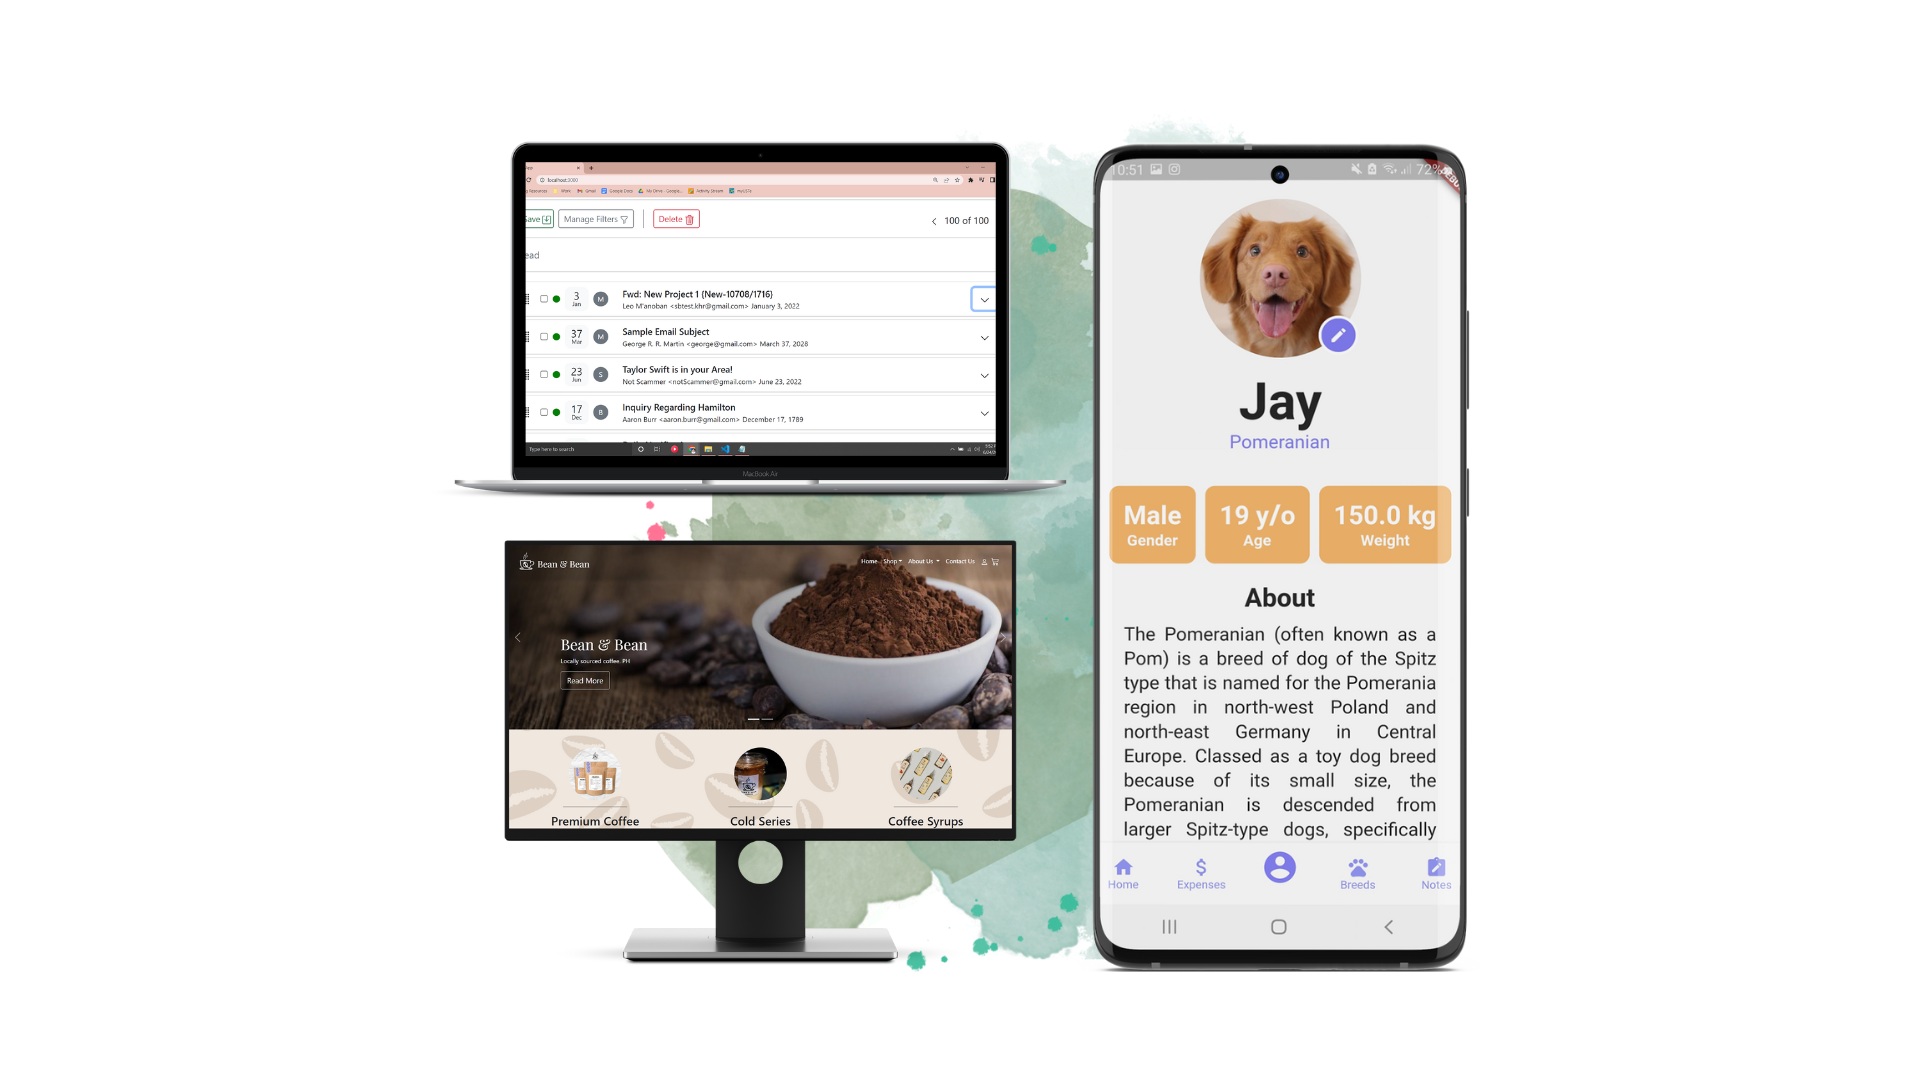 localhost:3000
Work
Gmail
Google Docs
Activity Stream
Save
Manage Filters
Delete
100 of 100
ead
3
Jan
M
Fwd: New Project 1 (New-10708/1716)
Leo M'anoban <sbtest.khr@gmail.com> January 3, 2022
37
Mar
M
Sample Email Subject
George R. R. Martin <george@gmail.com> March 37, 2028
23
Jun
S
Taylor Swift is in your Area!
Not Scammer <notScammer@gmail.com> June 23, 2022
17
Dec
B
Inquiry Regarding Hamilton
Aaron Burr <aaron.burr@gmail.com> December 17, 1789
Type here to search
MacBook Air
Bean & Bean
Home Shop About Us Contact Us
Bean & Bean
Locally sourced coffee. PH
Read More
Premium Coffee
Cold Series
Coffee Syrups
10:51
72%
Jay
Pomeranian
Male
Gender
19 y/o
Age
150.0 kg
Weight
About
The Pomeranian (often known as a
Pom) is a breed of dog of the Spitz
type that is named for the Pomerania
region in north-west Poland and
north-east Germany in Central
Europe. Classed as a toy dog breed
because of its small size, the
Pomeranian is descended from
larger Spitz-type dogs, specifically
Home
Expenses
Breeds
Notes